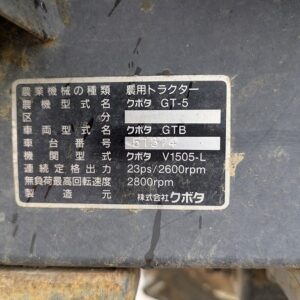 農業機械の種類 農用トラクター
農機型式名 クボタ GT-5
区分
車両型式名 クボタ GTB
車台番号 51374
機関型式 クボタ V1505-L
連続定格出力 23ps/2600rpm
無負荷最高回転速度 2800rpm
製造元 株式会社クボタ